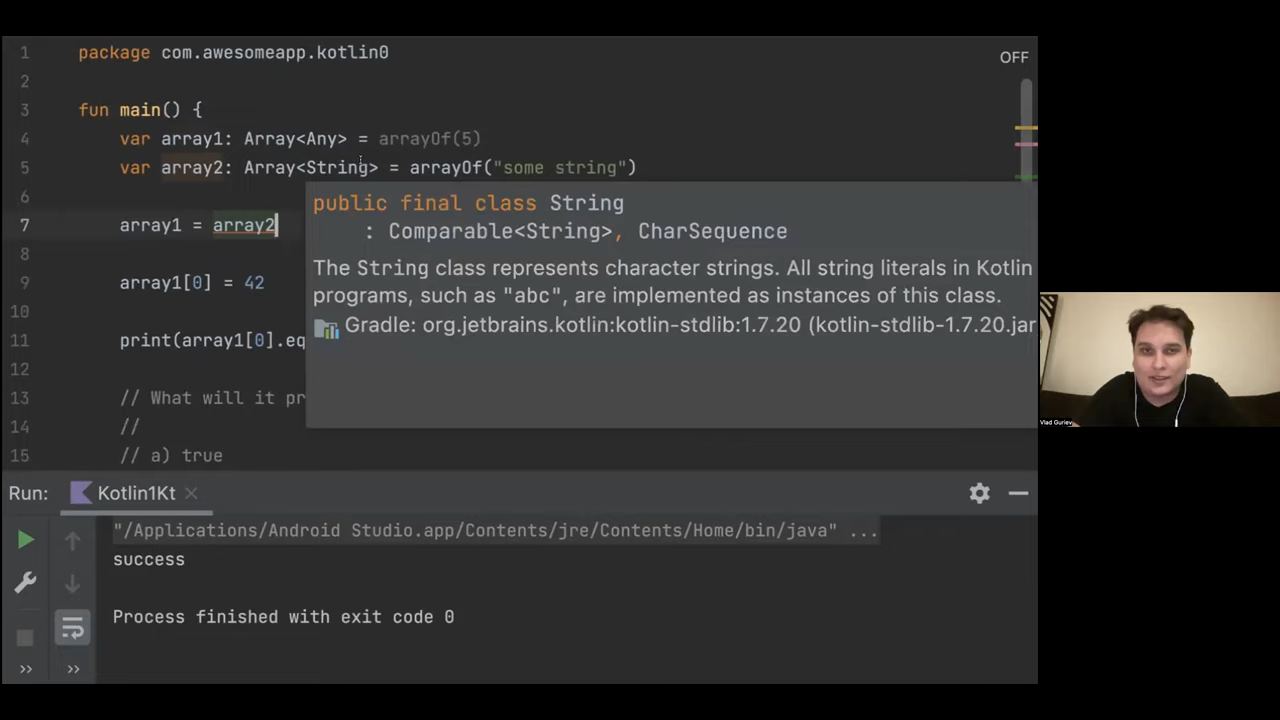 1 package com.awesomeapp.kotlin0
OFF
2
3 fun main() {
4 var array1: Array<Any> = arrayOf(5)
5 var array2: Array<String> = arrayOf("some string")
6
public final class String
7 array1 = array2
: Comparable<String>, CharSequence
8
The String class represents character strings. All string literals in Kotlin
9 array1[0] = 42
programs, such as "abc", are implemented as instances of this class.
10
Gradle: org.jetbrains.kotlin:kotlin-stdlib:1.7.20 (kotlin-stdlib-1.7.20.jar
11 print(array1[0].eq
12
13 // What will it pr
14 //
15 // a) true
Vlad Guriev
Run: Kotlin1Kt
"/Applications/Android Studio.app/Contents/jre/Contents/Home/bin/java" ...
success
Process finished with exit code 0